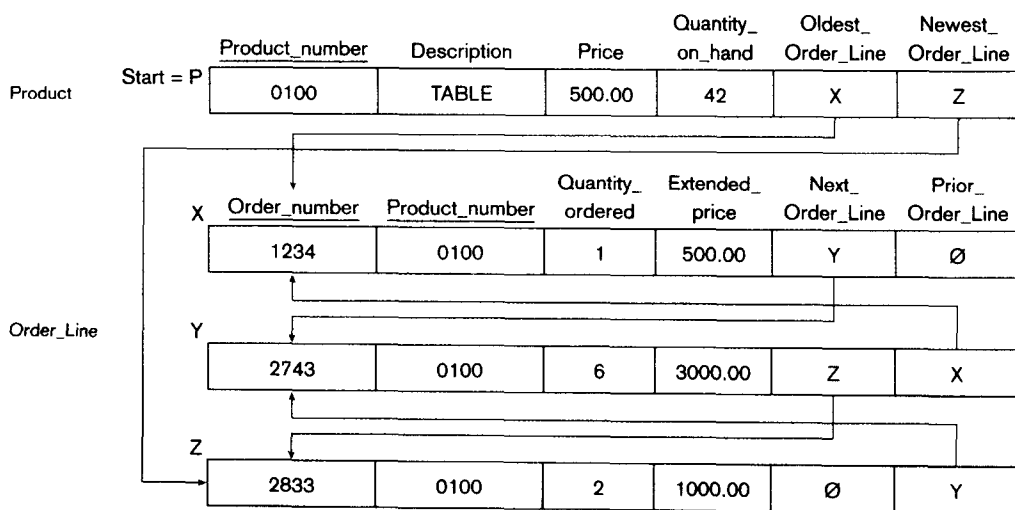 Product_number Description Price Quantity_ on_hand Oldest_ Order_Line Newest_ Order_Line
Start = P
Product
0100 TABLE 500.00 42 X Z
Order_number Product_number Quantity_ ordered Extended_ price Next_ Order_Line Prior_ Order_Line
X
1234 0100 1 500.00 Y Ø
Order_Line
Y
2743 0100 6 3000.00 Z X
Z
2833 0100 2 1000.00 Ø Y